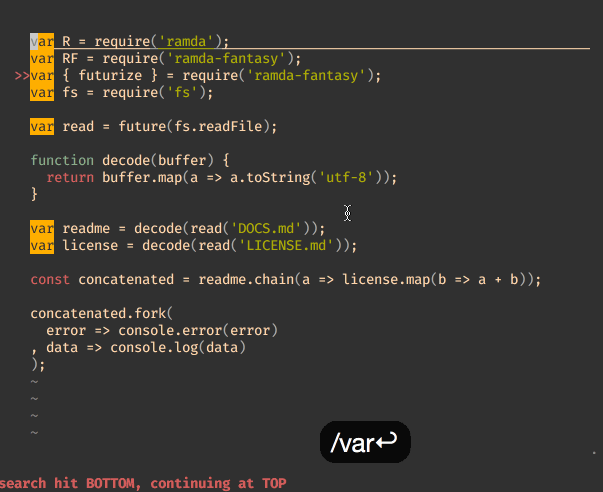 var R = require('ramda');
var RF = require('ramda-fantasy');
>>var { futurize } = require('ramda-fantasy');
var fs = require('fs');
var read = future(fs.readFile);
function decode(buffer) {
  return buffer.map(a => a.toString('utf-8'));
}
var readme = decode(read('DOCS.md'));
var license = decode(read('LICENSE.md'));
const concatenated = readme.chain(a => license.map(b => a + b));
concatenated.fork(
  error => console.error(error)
, data => console.log(data)
);
~
~
~
~
/var↩
search hit BOTTOM, continuing at TOP